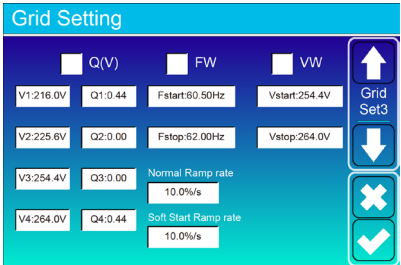 Grid Setting
Q(V) FW VW
V1:216.0V Q1:0.44 Fstart:60.50Hz Vstart:254.4V
V2:225.6V Q2:0.00 Fstop:62.00Hz Vstop:264.0V
V3:254.4V Q3:0.00 Normal Ramp rate
10.0%/s
V4:264.0V Q4:0.44 Soft Start Ramp rate
10.0%/s
Grid
Set3